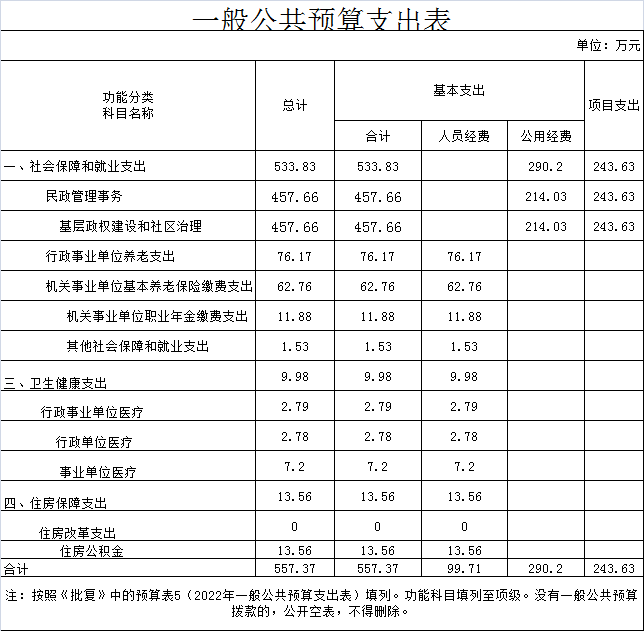 一般公共预算支出表
单位：万元
功能分类
科目名称
总计
基本支出
项目支出
合计 人员经费 公用经费
一、社会保障和就业支出 533.83 533.83 290.2 243.63
民政管理事务 457.66 457.66 214.03 243.63
基层政权建设和社区治理 457.66 457.66 214.03 243.63
行政事业单位养老支出 76.17 76.17 76.17
机关事业单位基本养老保险缴费支出 62.76 62.76 62.76
机关事业单位职业年金缴费支出 11.88 11.88 11.88
其他社会保障和就业支出 1.53 1.53 1.53
三、卫生健康支出 9.98 9.98 9.98
行政事业单位医疗 2.79 2.79 2.79
行政单位医疗 2.78 2.78 2.78
事业单位医疗 7.2 7.2 7.2
四、住房保障支出 13.56 13.56 13.56
住房改革支出 0 0 0
住房公积金 13.56 13.56 13.56
合计 557.37 557.37 99.71 290.2 243.63
注：按照《批复》中的预算表5（2022年一般公共预算支出表）填列。功能科目填列至项级。没有一般公共预算
拨款的，公开空表，不得删除。